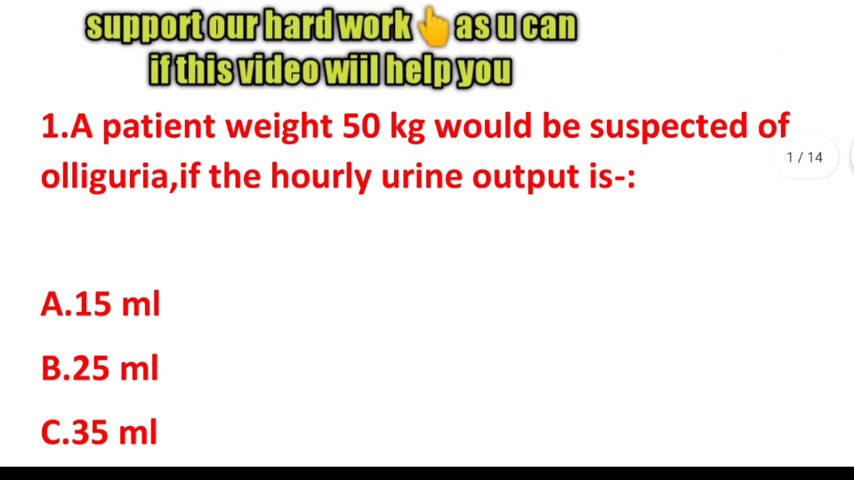 support our hard work 👆 as u can
if this video wiil help you
1.A patient weight 50 kg would be suspected of
olliguria,if the hourly urine output is-:
1 / 14
A.15 ml
B.25 ml
C.35 ml